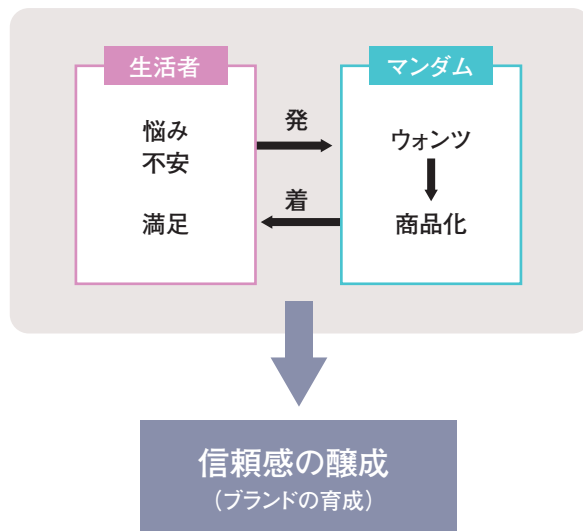 生活者
悩み
不安
満足
発
着
マンダム
ウォンツ
商品化
信頼感の醸成
(ブランドの育成)